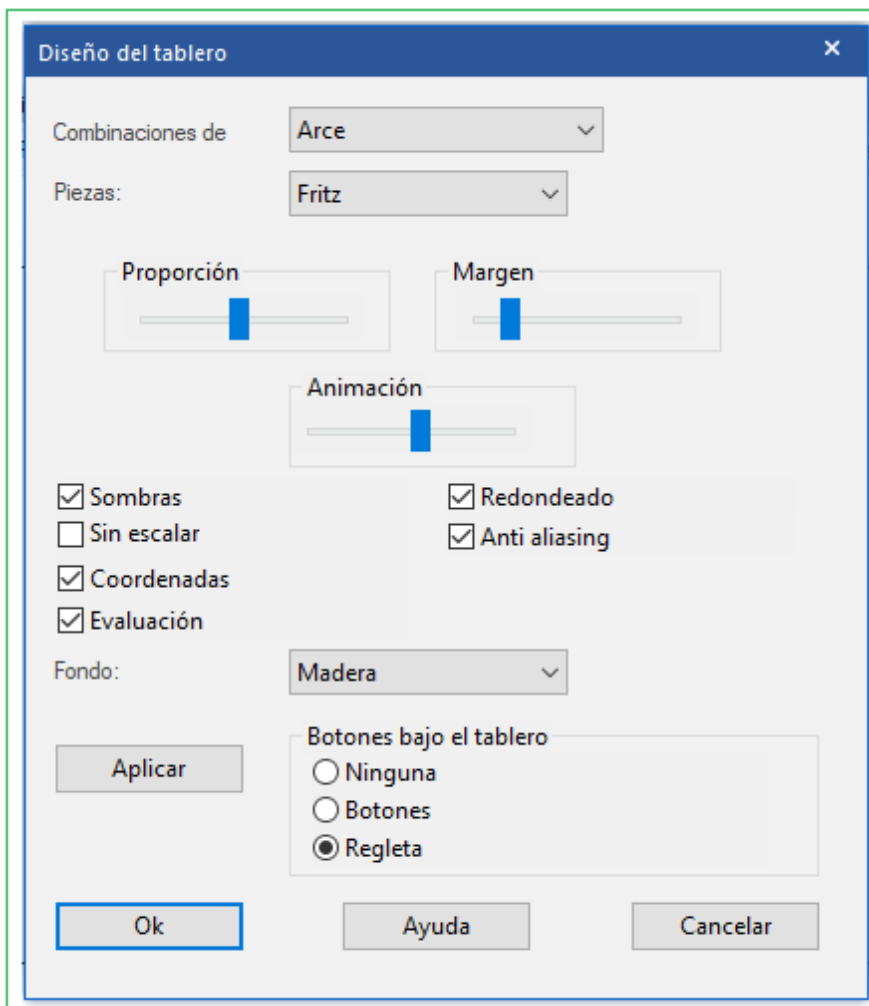 Diseño del tablero
Combinaciones de
Arce
Piezas:
Fritz
Proporción
Margen
Animación
Sombras
Redondeado
Sin escalar
Anti aliasing
Coordenadas
Evaluación
Fondo:
Madera
Botones bajo el tablero
Aplicar
Ninguna
Botones
Regleta
Ok
Ayuda
Cancelar